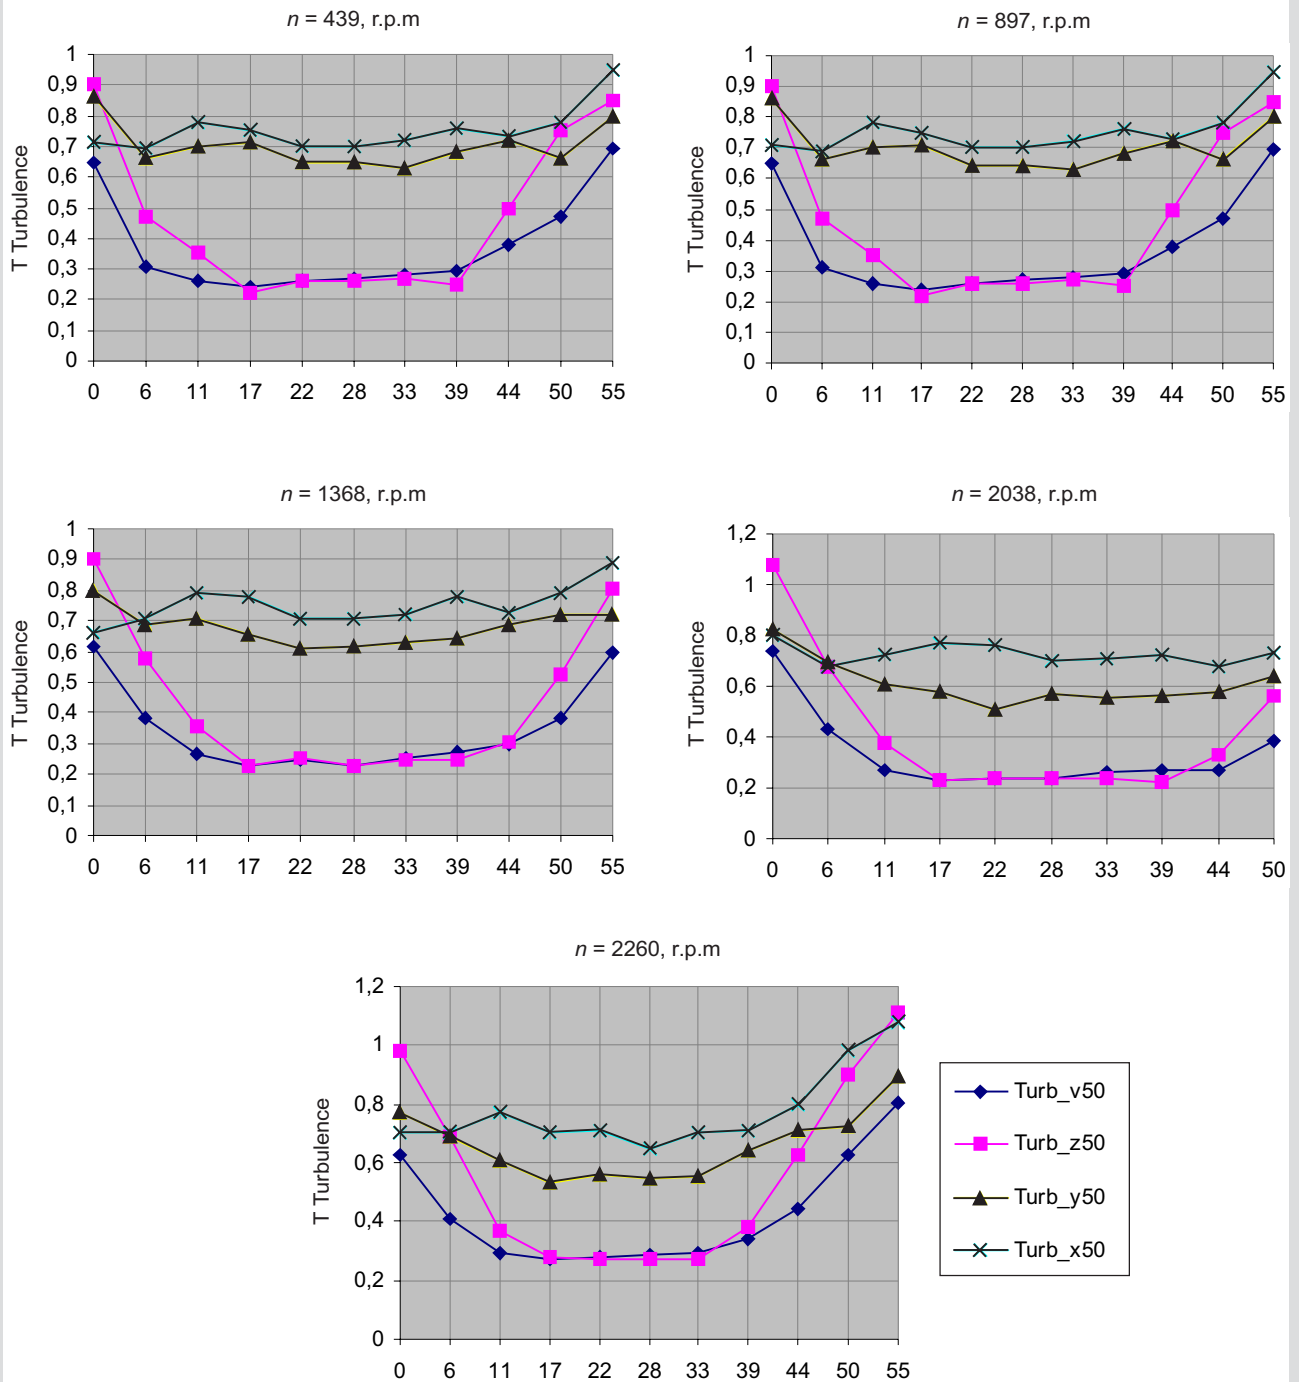 n = 439, r.p.m
1
0,9
0,8
0,7
0,6
0,5
0,4
0,3
0,2
0,1
0
T Turbulence
0 6 11 17 22 28 33 39 44 50 55
n = 897, r.p.m
1
0,9
0,8
0,7
0,6
0,5
0,4
0,3
0,2
0,1
0
T Turbulence
0 6 11 17 22 28 33 39 44 50 55
n = 1368, r.p.m
1
0,9
0,8
0,7
0,6
0,5
0,4
0,3
0,2
0,1
0
T Turbulence
0 6 11 17 22 28 33 39 44 50 55
n = 2038, r.p.m
1,2
1
0,8
0,6
0,4
0,2
0
T Turbulence
0 6 11 17 22 28 33 39 44 50
n = 2260, r.p.m
1,2
1
0,8
0,6
0,4
0,2
0
T Turbulence
0 6 11 17 22 28 33 39 44 50 55
Turb_v50
Turb_z50
Turb_y50
Turb_x50